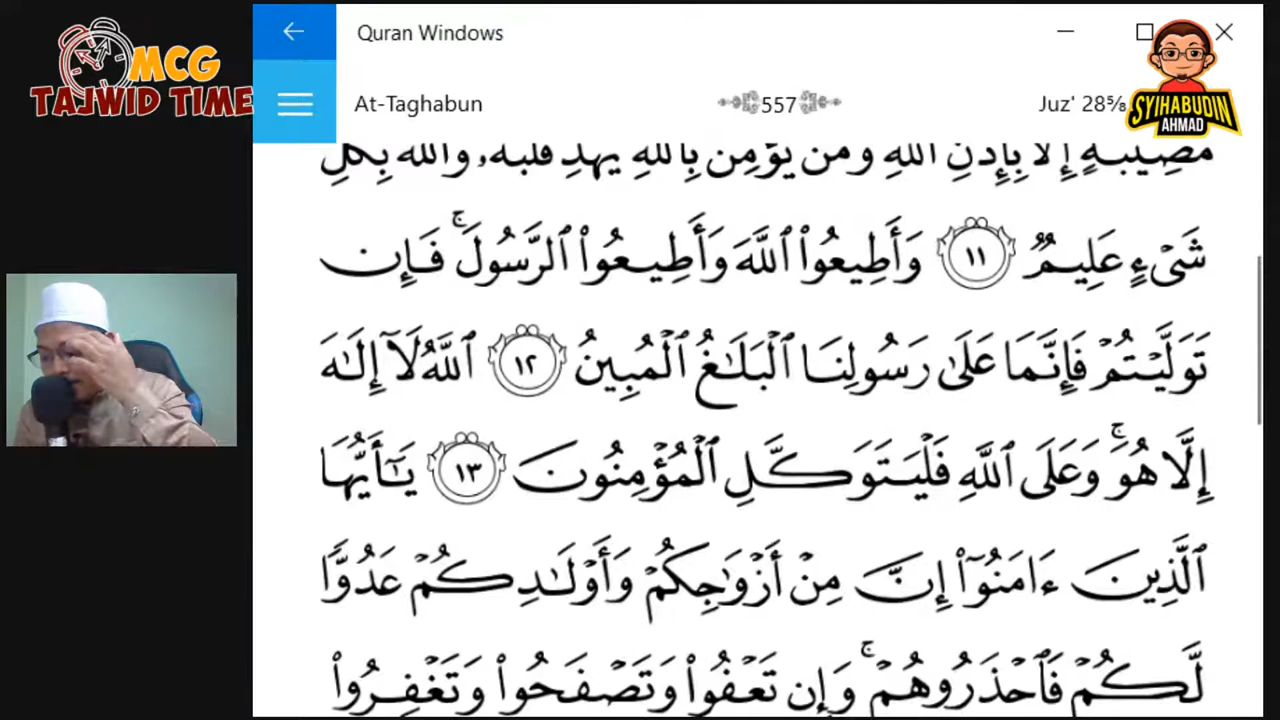 MCG
TAJWID TIME
Quran Windows
SYIHABUDIN
AHMAD
At-Taghabun
557
Juz' 28⅝
مُّصِيبَةٍ إِلَّا بِإِذْنِ ٱللَّهِ وَمَن يُؤْمِنۢ بِٱللَّهِ يَهْدِ قَلْبَهُۥ وَٱللَّهُ بِكُلِّ
شَىْءٍ عَلِيمٌ ١١ وَأَطِيعُوا۟ ٱللَّهَ وَأَطِيعُوا۟ ٱلرَّسُولَ ۚ فَإِن
تَوَلَّيْتُمْ فَإِنَّمَا عَلَىٰ رَسُولِنَا ٱلْبَلَـٰغُ ٱلْمُبِينُ ١٢ ٱللَّهُ لَآ إِلَـٰهَ
إِلَّا هُوَ ۚ وَعَلَى ٱللَّهِ فَلْيَتَوَكَّلِ ٱلْمُؤْمِنُونَ ١٣ يَـٰٓأَيُّهَا
ٱلَّذِينَ ءَامَنُوٓا۟ إِنَّ مِنْ أَزْوَٰجِكُمْ وَأَوْلَـٰدِكُمْ عَدُوًّا
لَّكُمْ فَٱحْذَرُوهُمْ ۚ وَإِن تَعْفُوا۟ وَتَصْفَحُوا۟ وَتَغْفِرُوا۟